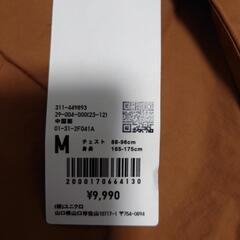 311-449893
29-004-000(23-12)
中国製
01-31-2F041A
M チェスト 88-96cm
身長 165-175cm
2000170664130
¥9,990
(株)ユニクロ
山口県山口市佐山10717-1 〒754-0894